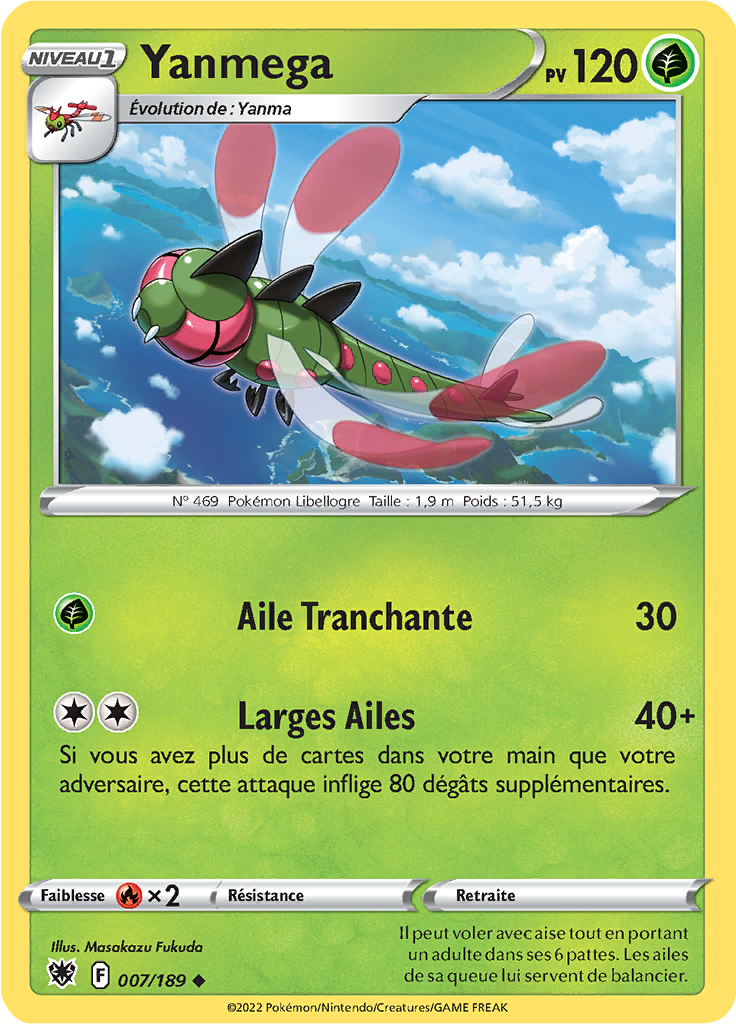 NIVEAU 1
Yanmega
PV 120
Évolution de : Yanma
N° 469 Pokémon Libellogre Taille : 1,9 m Poids : 51,5 kg
Aile Tranchante 30
Larges Ailes 40+
Si vous avez plus de cartes dans votre main que votre
adversaire, cette attaque inflige 80 dégâts supplémentaires.
Faiblesse ×2 Résistance Retraite
Illus. Masakazu Fukuda
Il peut voler avec aise tout en portant
un adulte dans ses 6 pattes. Les ailes
de sa queue lui servent de balancier.
F 007/189
©2022 Pokémon/Nintendo/Creatures/GAME FREAK